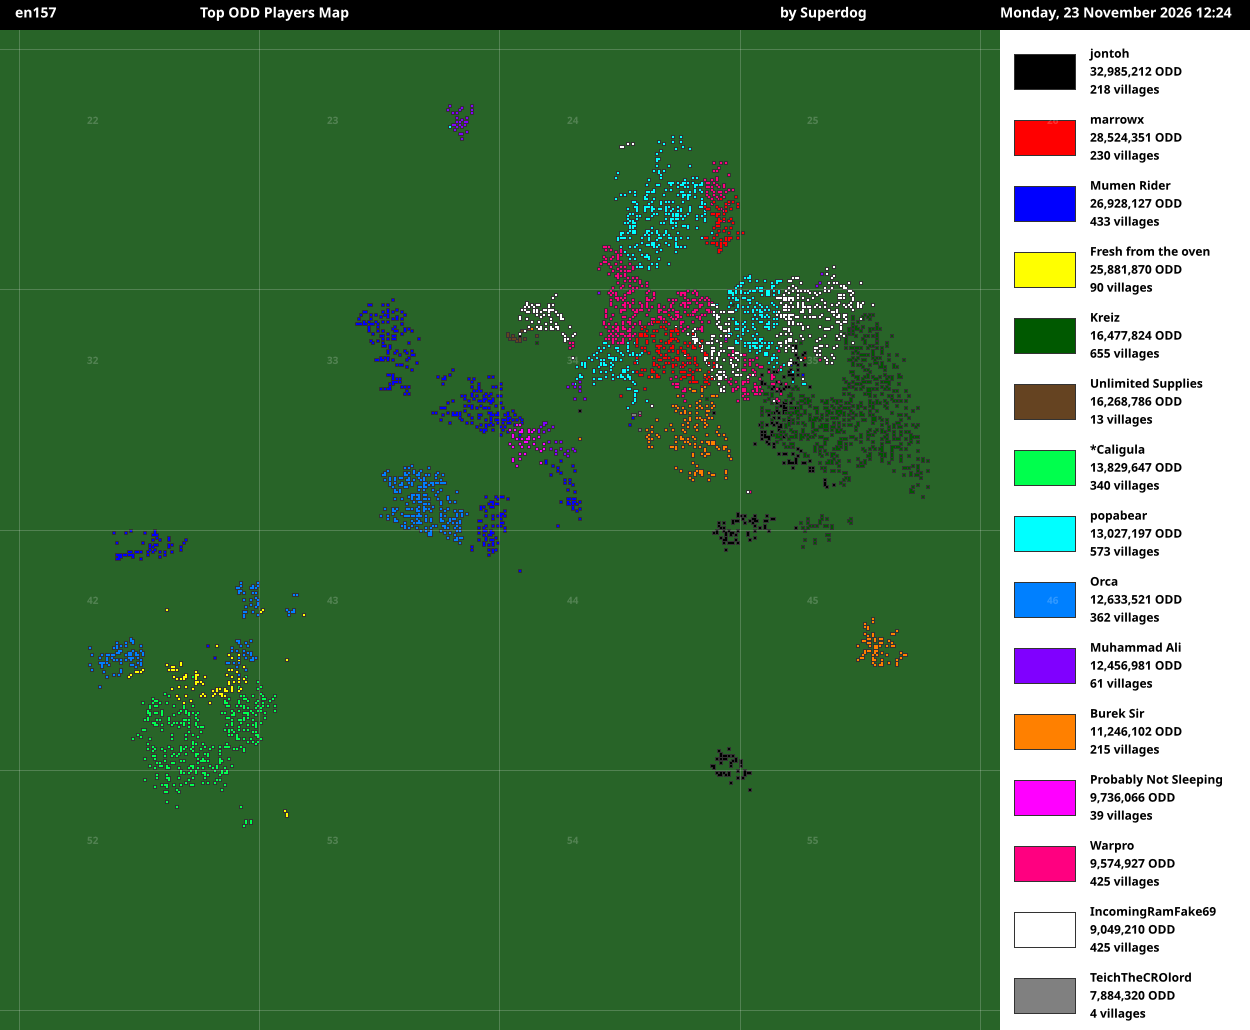 en157 Top ODD Players Map by Superdog Monday, 23 November 2026 12:24
jontoh
32,985,212 ODD
218 villages
22 23 24 25 26
marrowx
28,524,351 ODD
230 villages
Mumen Rider
26,928,127 ODD
433 villages
Fresh from the oven
25,881,870 ODD
90 villages
Kreiz
16,477,824 ODD
655 villages
32 33
Unlimited Supplies
16,268,786 ODD
13 villages
*Caligula
13,829,647 ODD
340 villages
popabear
13,027,197 ODD
573 villages
Orca
12,633,521 ODD
362 villages
42 43 44 45 46
Muhammad Ali
12,456,981 ODD
61 villages
Burek Sir
11,246,102 ODD
215 villages
Probably Not Sleeping
9,736,066 ODD
39 villages
Warpro
9,574,927 ODD
425 villages
52 53 54 55
IncomingRamFake69
9,049,210 ODD
425 villages
TeichTheCROlord
7,884,320 ODD
4 villages